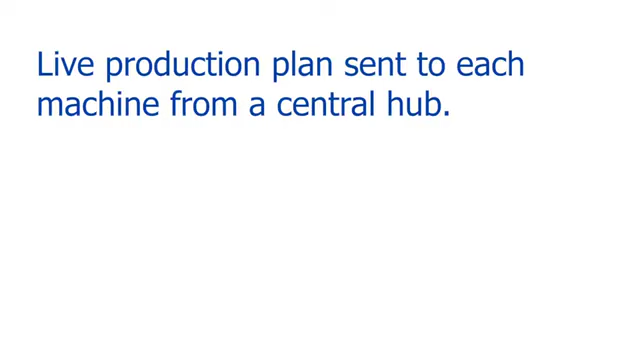 Live production plan sent to each
machine from a central hub.